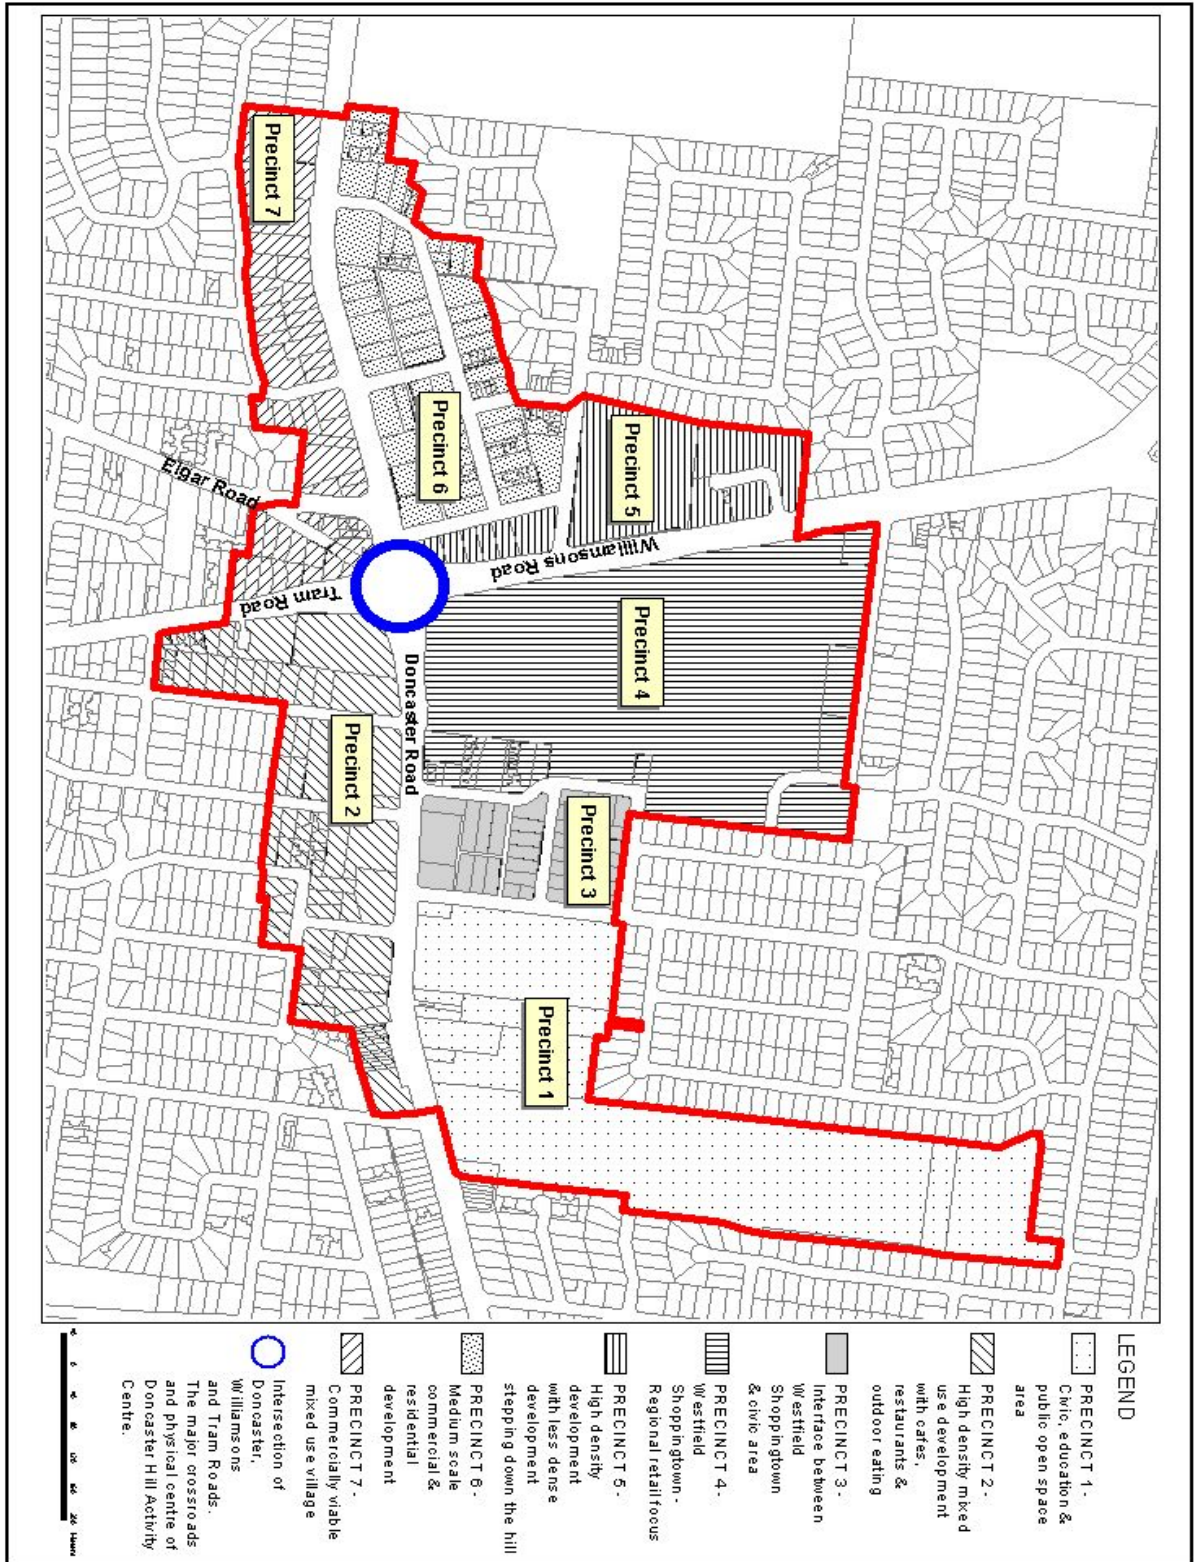 Precinct 7
Precinct 6
Precinct 5
Elgar Road
Williamsons Road
Tram Road
Precinct 4
Doncaster Road
Precinct 2
Precinct 3
Precinct 1
LEGEND
PRECINCT 1 -
Civic, education &
public open space
area
PRECINCT 2 -
High density mixed
use development
with cafes,
restaurants &
outdoor eating
PRECINCT 3 -
Interface between
Westfield
Shoppingtown
& civic area
PRECINCT 4 -
Westfield
Shoppingtown -
Regional retail focus
PRECINCT 5 -
High density
development
with less dense
development
stepping down the hill
PRECINCT 6 -
Medium scale
commercial &
residential
development
PRECINCT 7 -
Commercially viable
mixed use village
Intersection of
Doncaster,
Williamsons
and Tram Roads.
The major crossroads
and physical centre of
Doncaster Hill Activity
Centre.